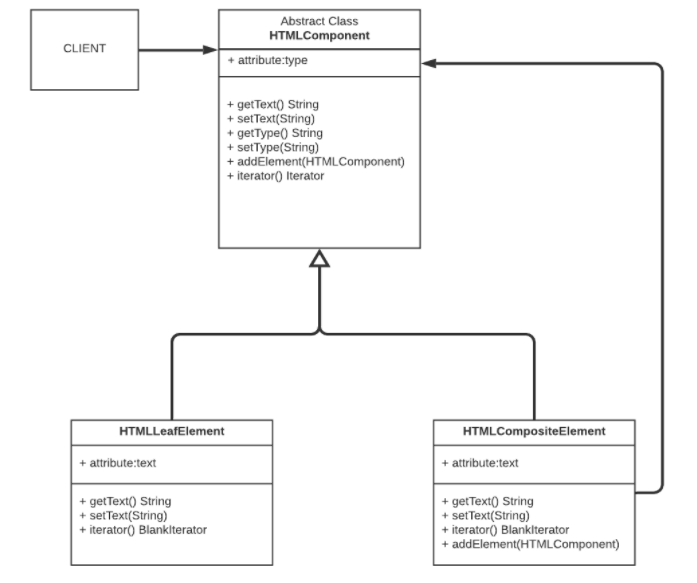 CLIENT
Abstract Class
HTMLComponent
+ attribute:type
+ getText() String
+ setText(String)
+ getType() String
+ setType(String)
+ addElement(HTMLComponent)
+ iterator() Iterator
HTMLLeafElement
+ attribute:text
+ getText() String
+ setText(String)
+ iterator() BlankIterator
HTMLCompositeElement
+ attribute:text
+ getText() String
+ setText(String)
+ iterator() BlankIterator
+ addElement(HTMLComponent)